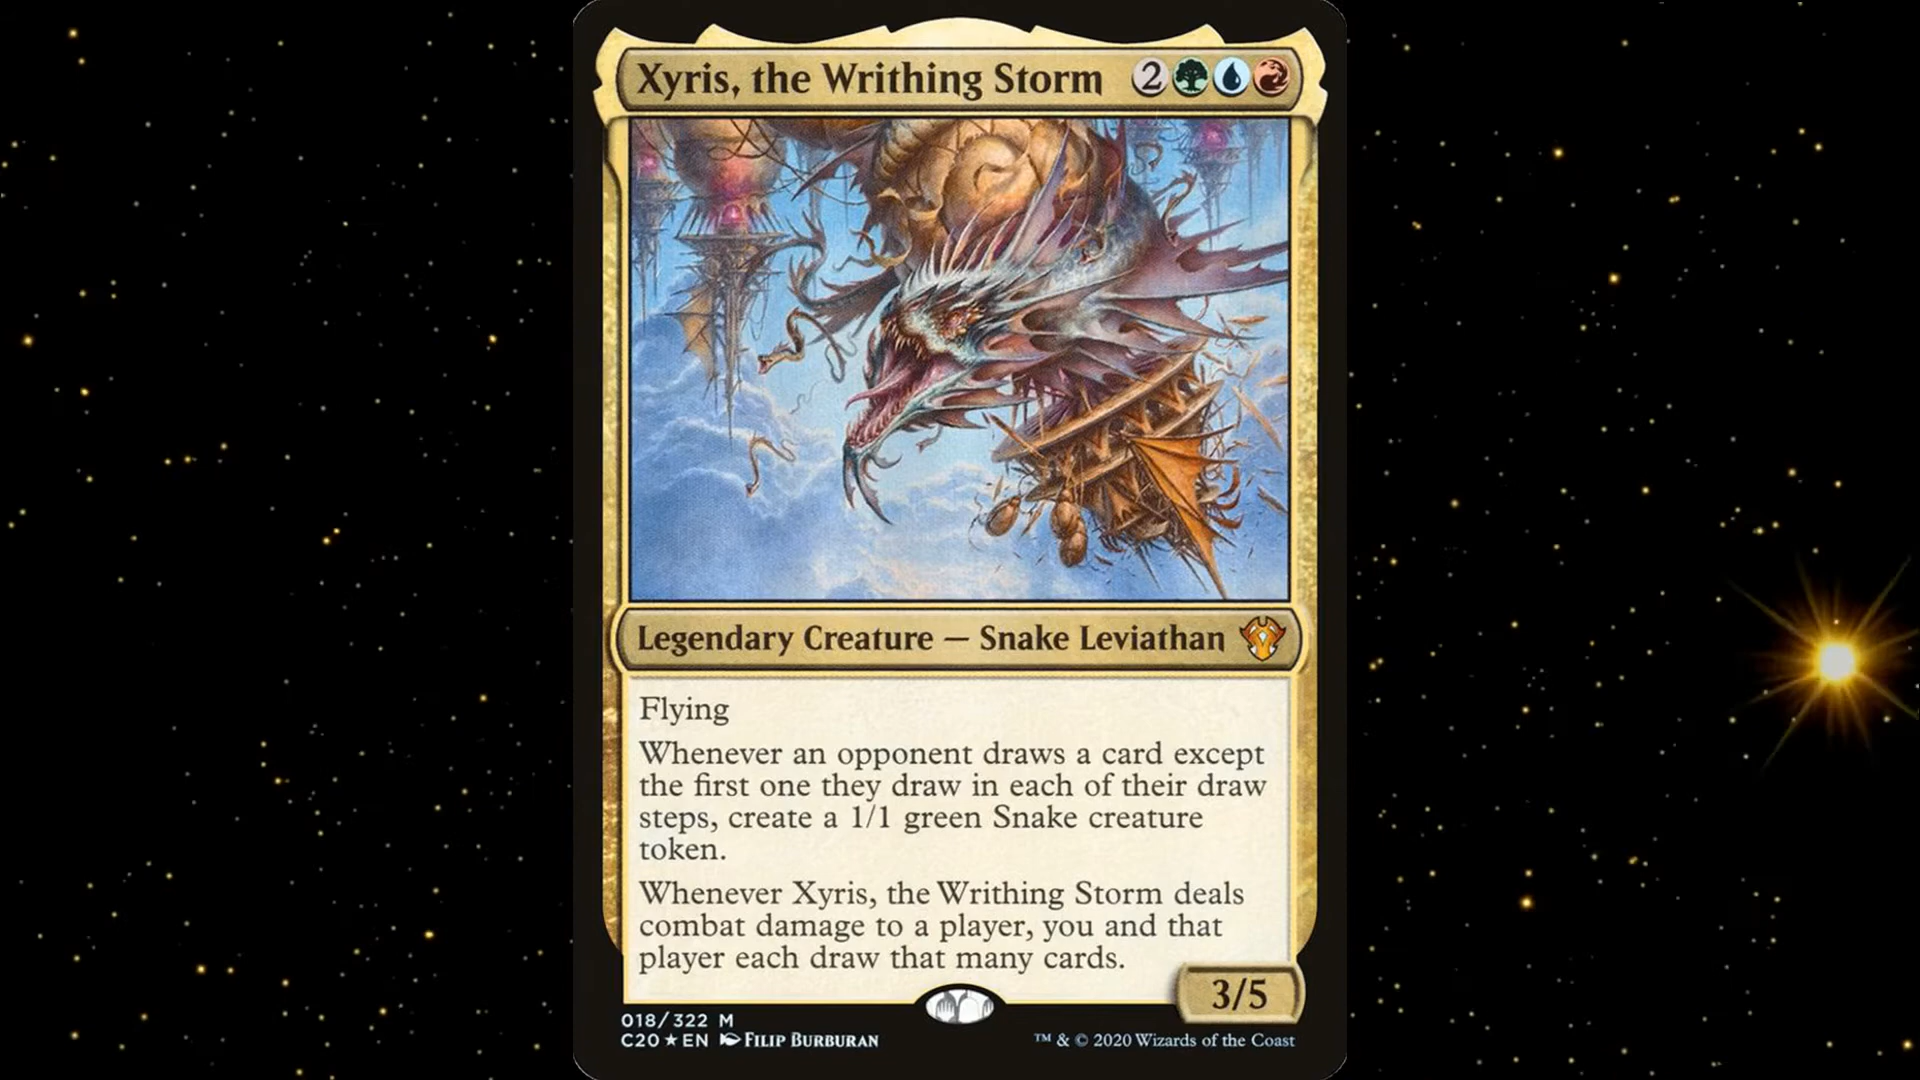 Xyris, the Writhing Storm 2
Legendary Creature — Snake Leviathan
Flying
Whenever an opponent draws a card except
the first one they draw in each of their draw
steps, create a 1/1 green Snake creature
token.
Whenever Xyris, the Writhing Storm deals
combat damage to a player, you and that
player each draw that many cards.
3/5
018/322 M
C20★EN Filip Burburan
™ & © 2020 Wizards of the Coast